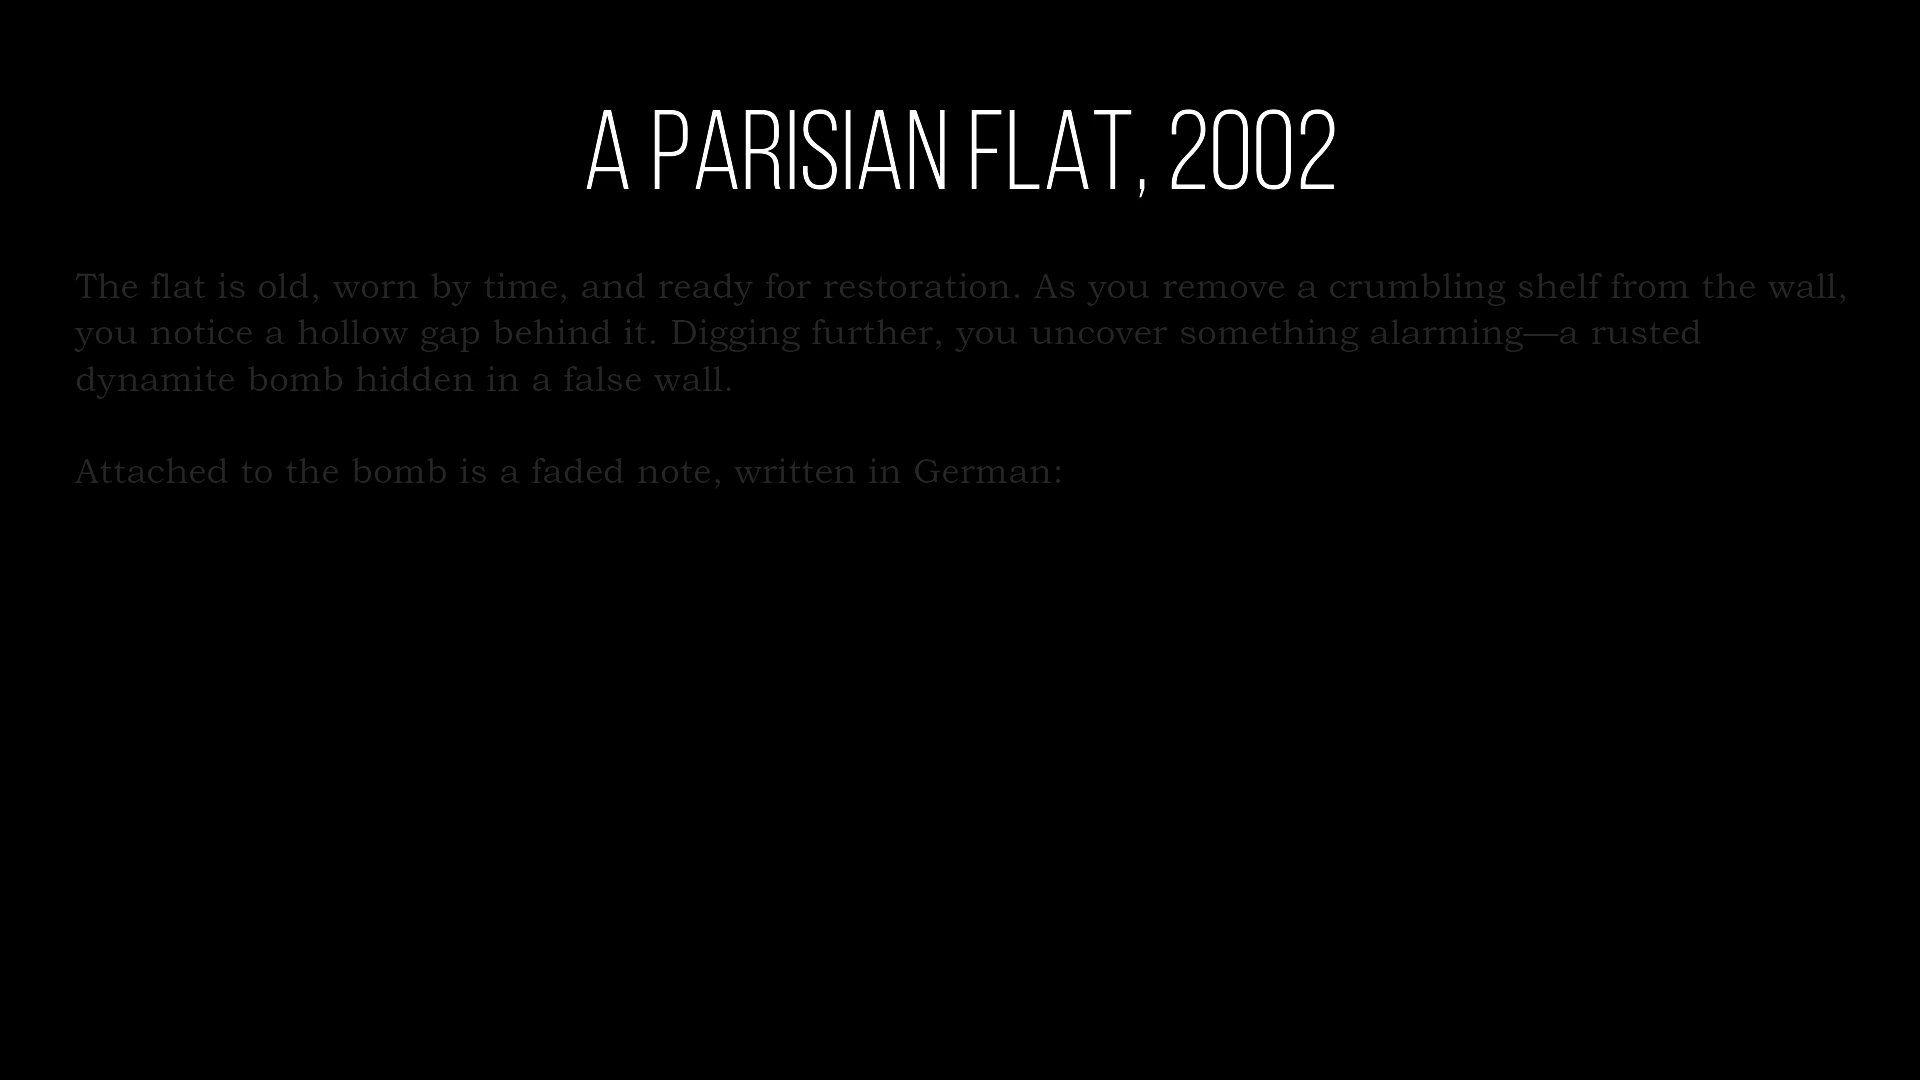 A PARISIAN FLAT, 2002
The flat is old, worn by time, and ready for restoration. As you remove a crumbling shelf from the wall,
you notice a hollow gap behind it. Digging further, you uncover something alarming—a rusted
dynamite bomb hidden in a false wall.
Attached to the bomb is a faded note, written in German: